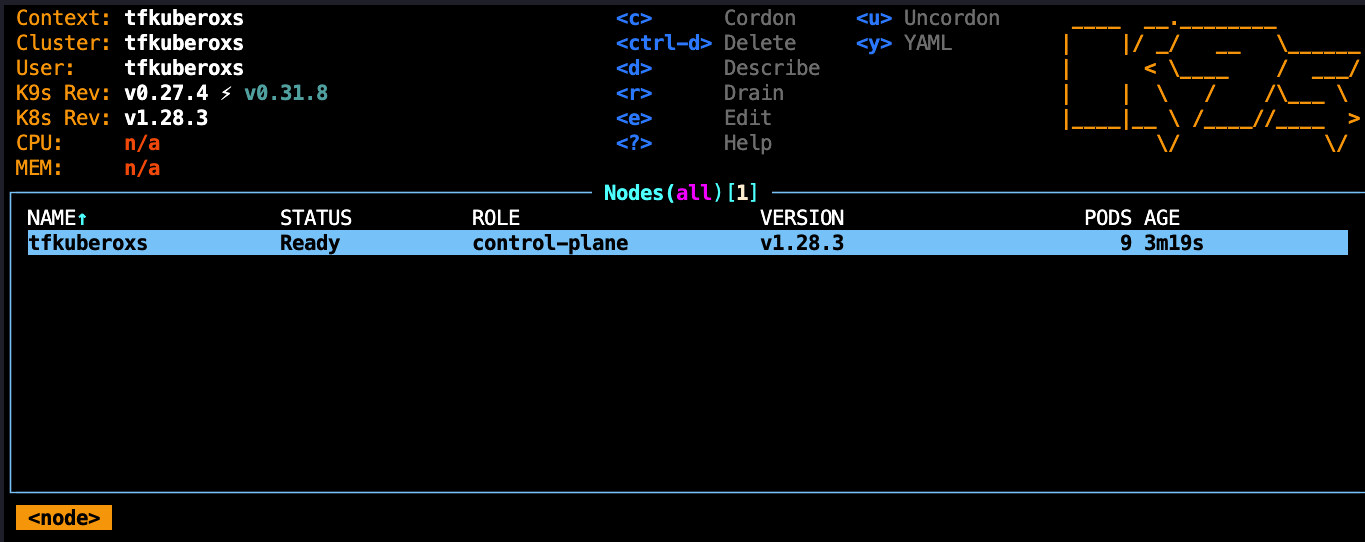 Context: tfkuberoxs <c> Cordon <u> Uncordon
Cluster: tfkuberoxs <ctrl-d> Delete <y> YAML
User: tfkuberoxs <d> Describe
K9s Rev: v0.27.4 ⚡ v0.31.8 <r> Drain
K8s Rev: v1.28.3 <e> Edit
CPU: n/a <?> Help
MEM: n/a
Nodes(all)[1]
NAME↑ STATUS ROLE VERSION PODS AGE
tfkuberoxs Ready control-plane v1.28.3 9 3m19s
<node>